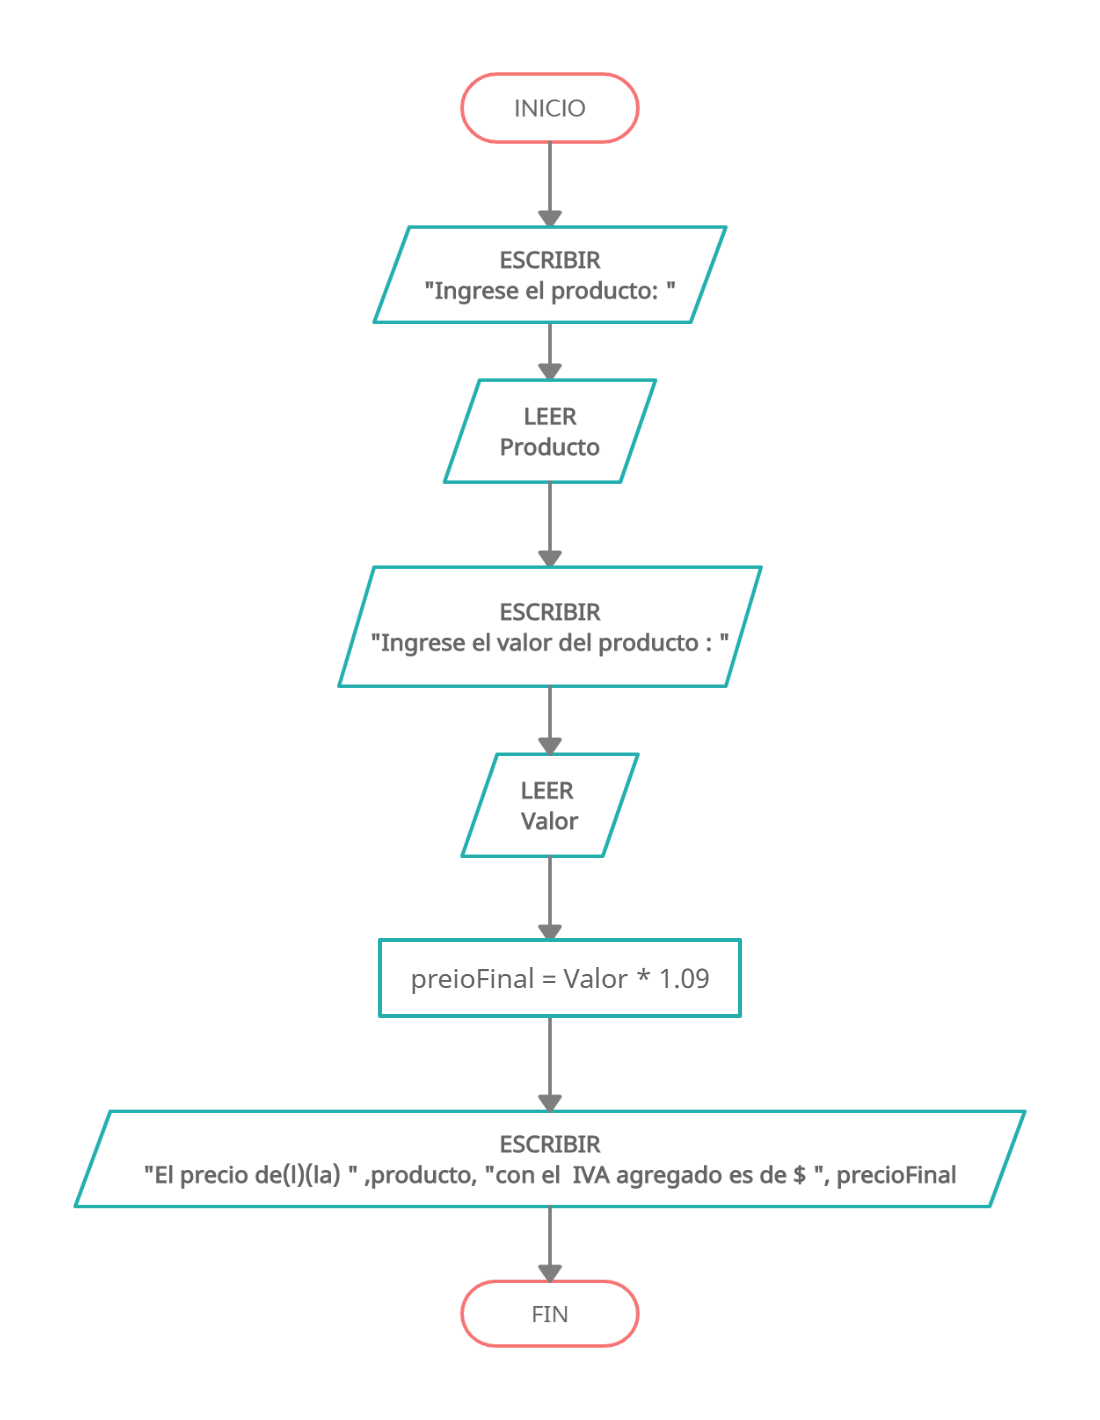 INICIO
ESCRIBIR
"Ingrese el producto: "
LEER
Producto
ESCRIBIR
"Ingrese el valor del producto : "
LEER
Valor
preioFinal = Valor * 1.09
ESCRIBIR
"El precio de(l)(la) " ,producto, "con el  IVA agregado es de $ ", precioFinal
FIN